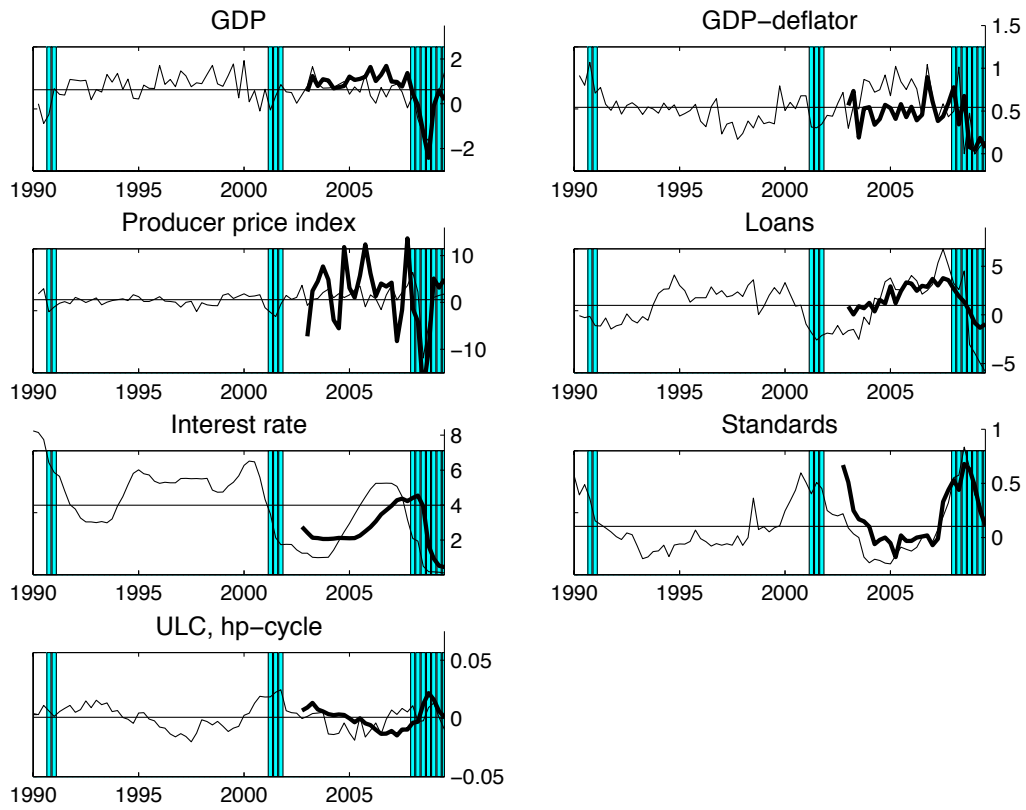 GDP
2
0
−2
1990 1995 2000 2005
GDP−deflator
1.5
1
0.5
0
1990 1995 2000 2005
Producer price index
10
0
−10
1990 1995 2000 2005
Loans
5
0
−5
1990 1995 2000 2005
Interest rate
8
6
4
2
1990 1995 2000 2005
Standards
1
0.5
0
1990 1995 2000 2005
ULC, hp−cycle
0.05
0
−0.05
1990 1995 2000 2005